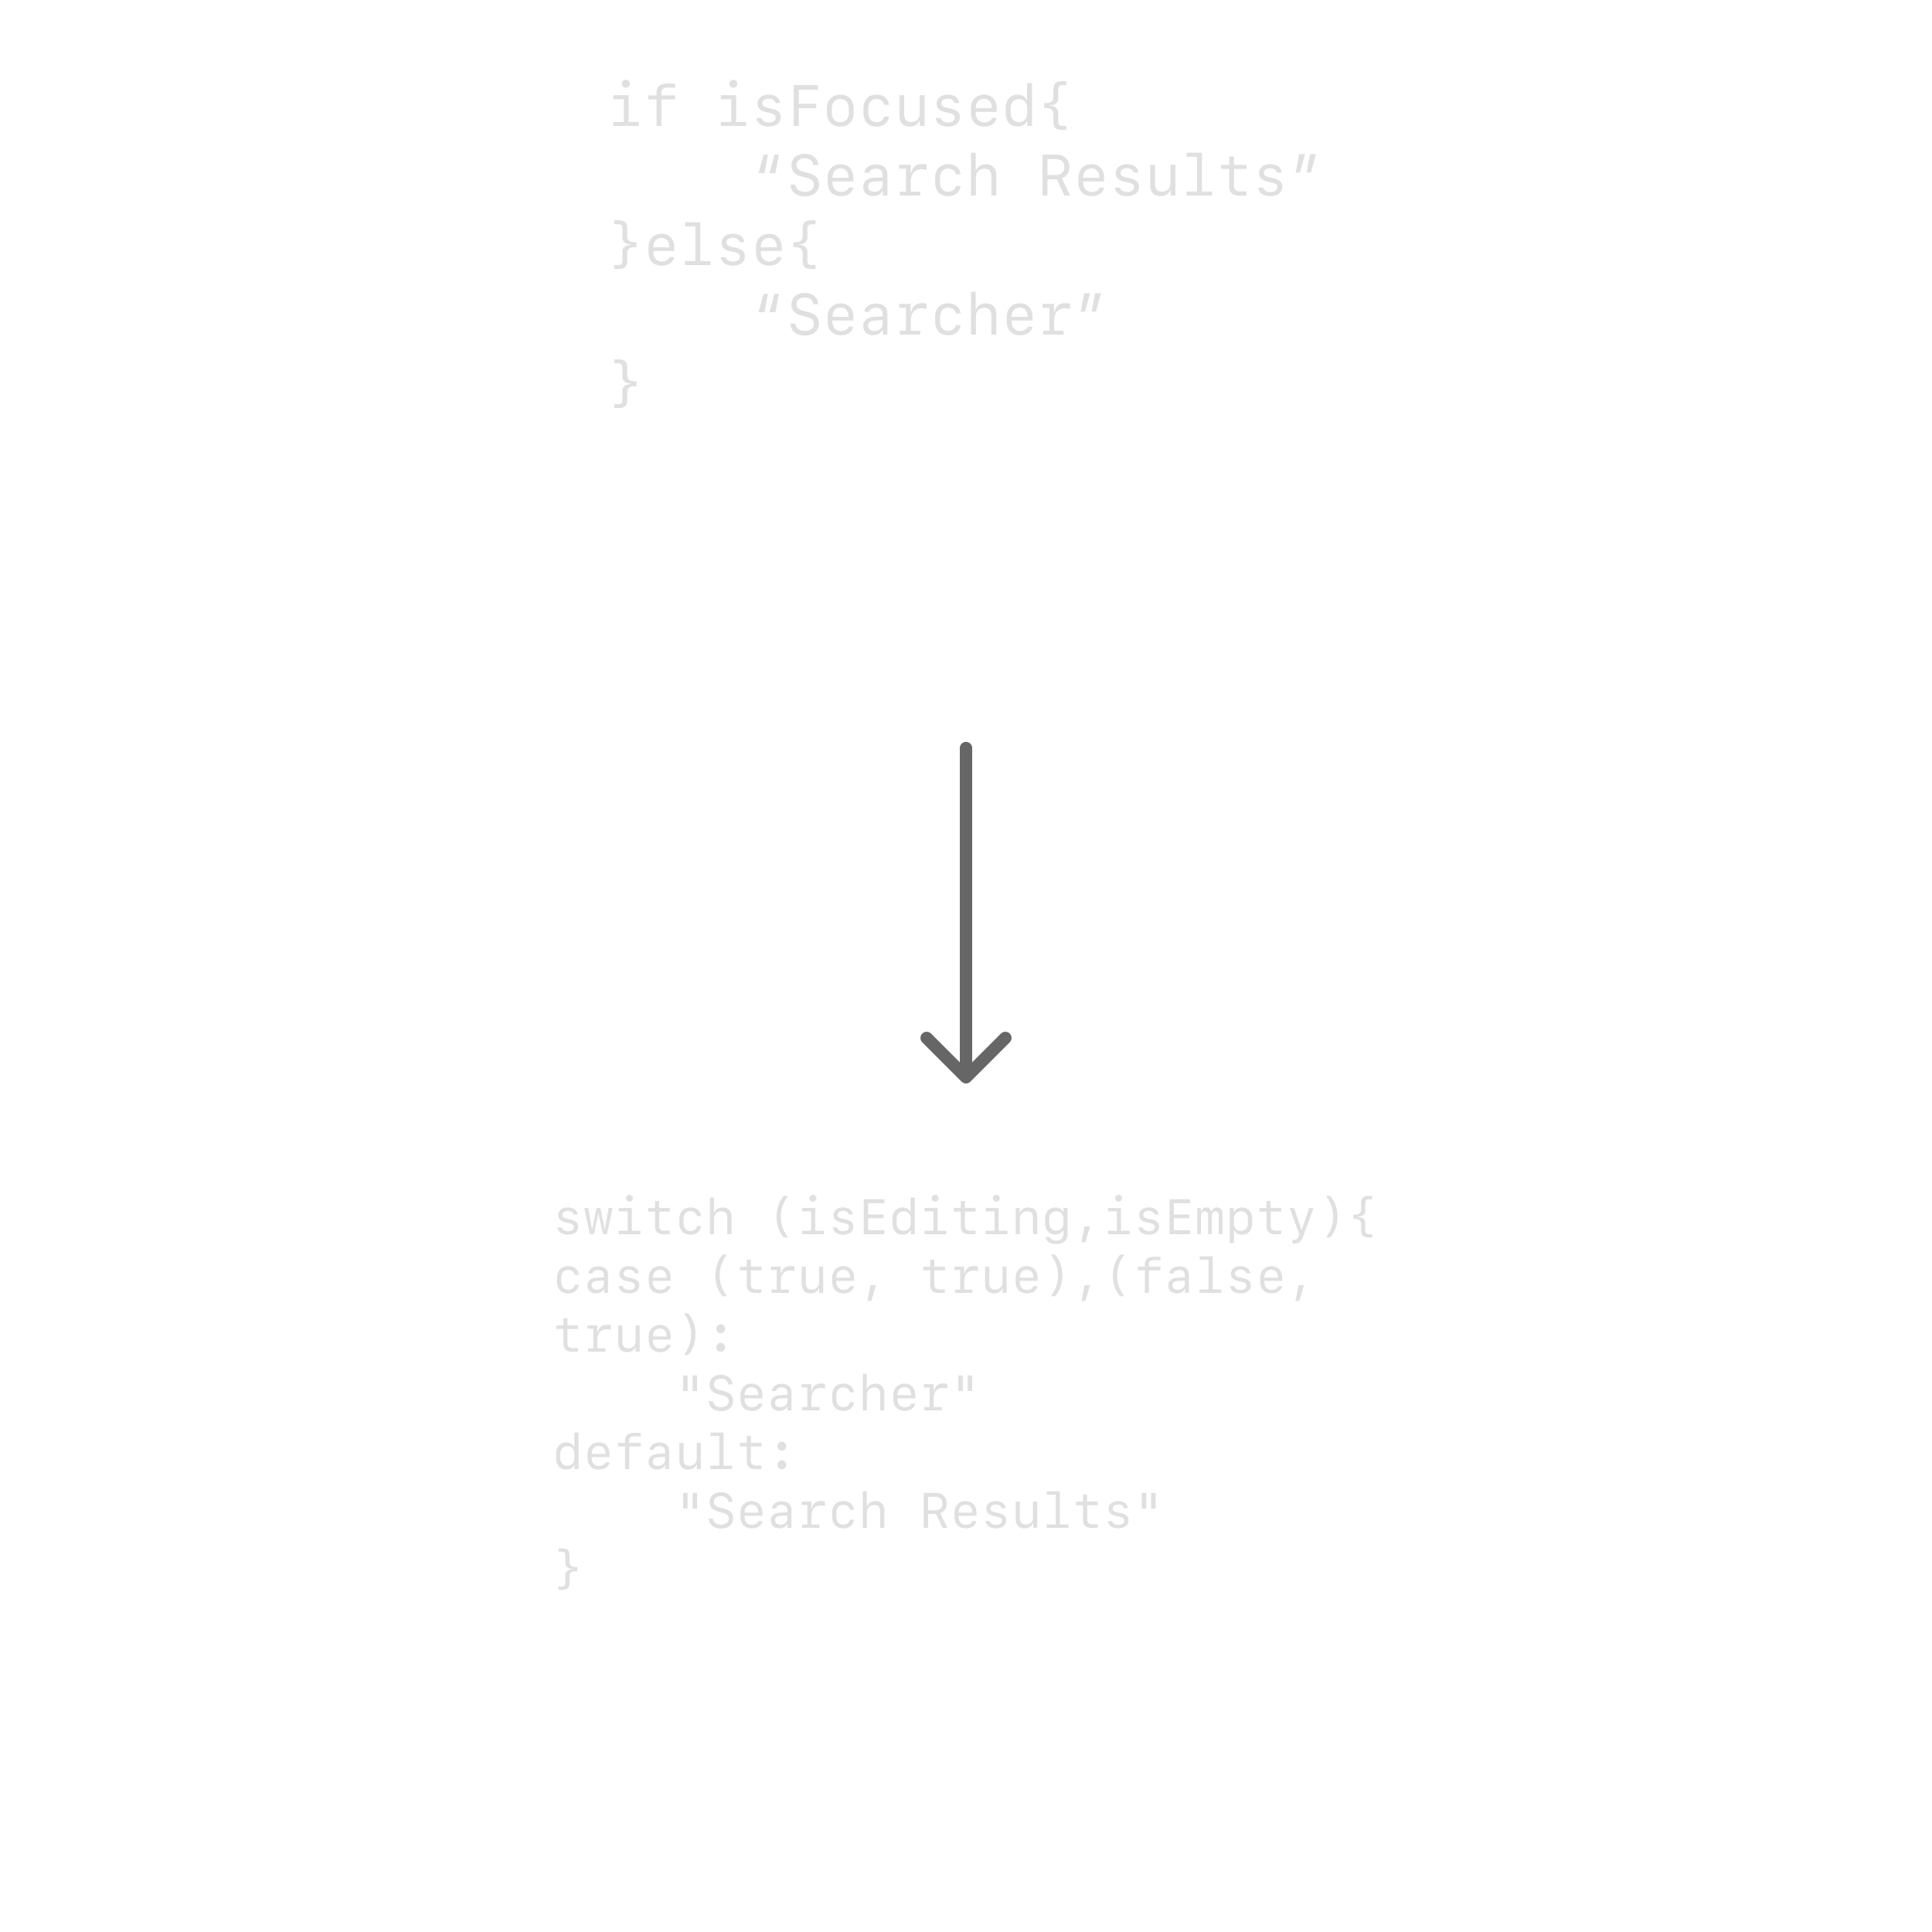 if isFocused{
    “Search Results”
}else{
    “Searcher”
}
switch (isEditing,isEmpty){
case (true, true),(false,
true):
    "Searcher"
default:
    "Search Results"
}